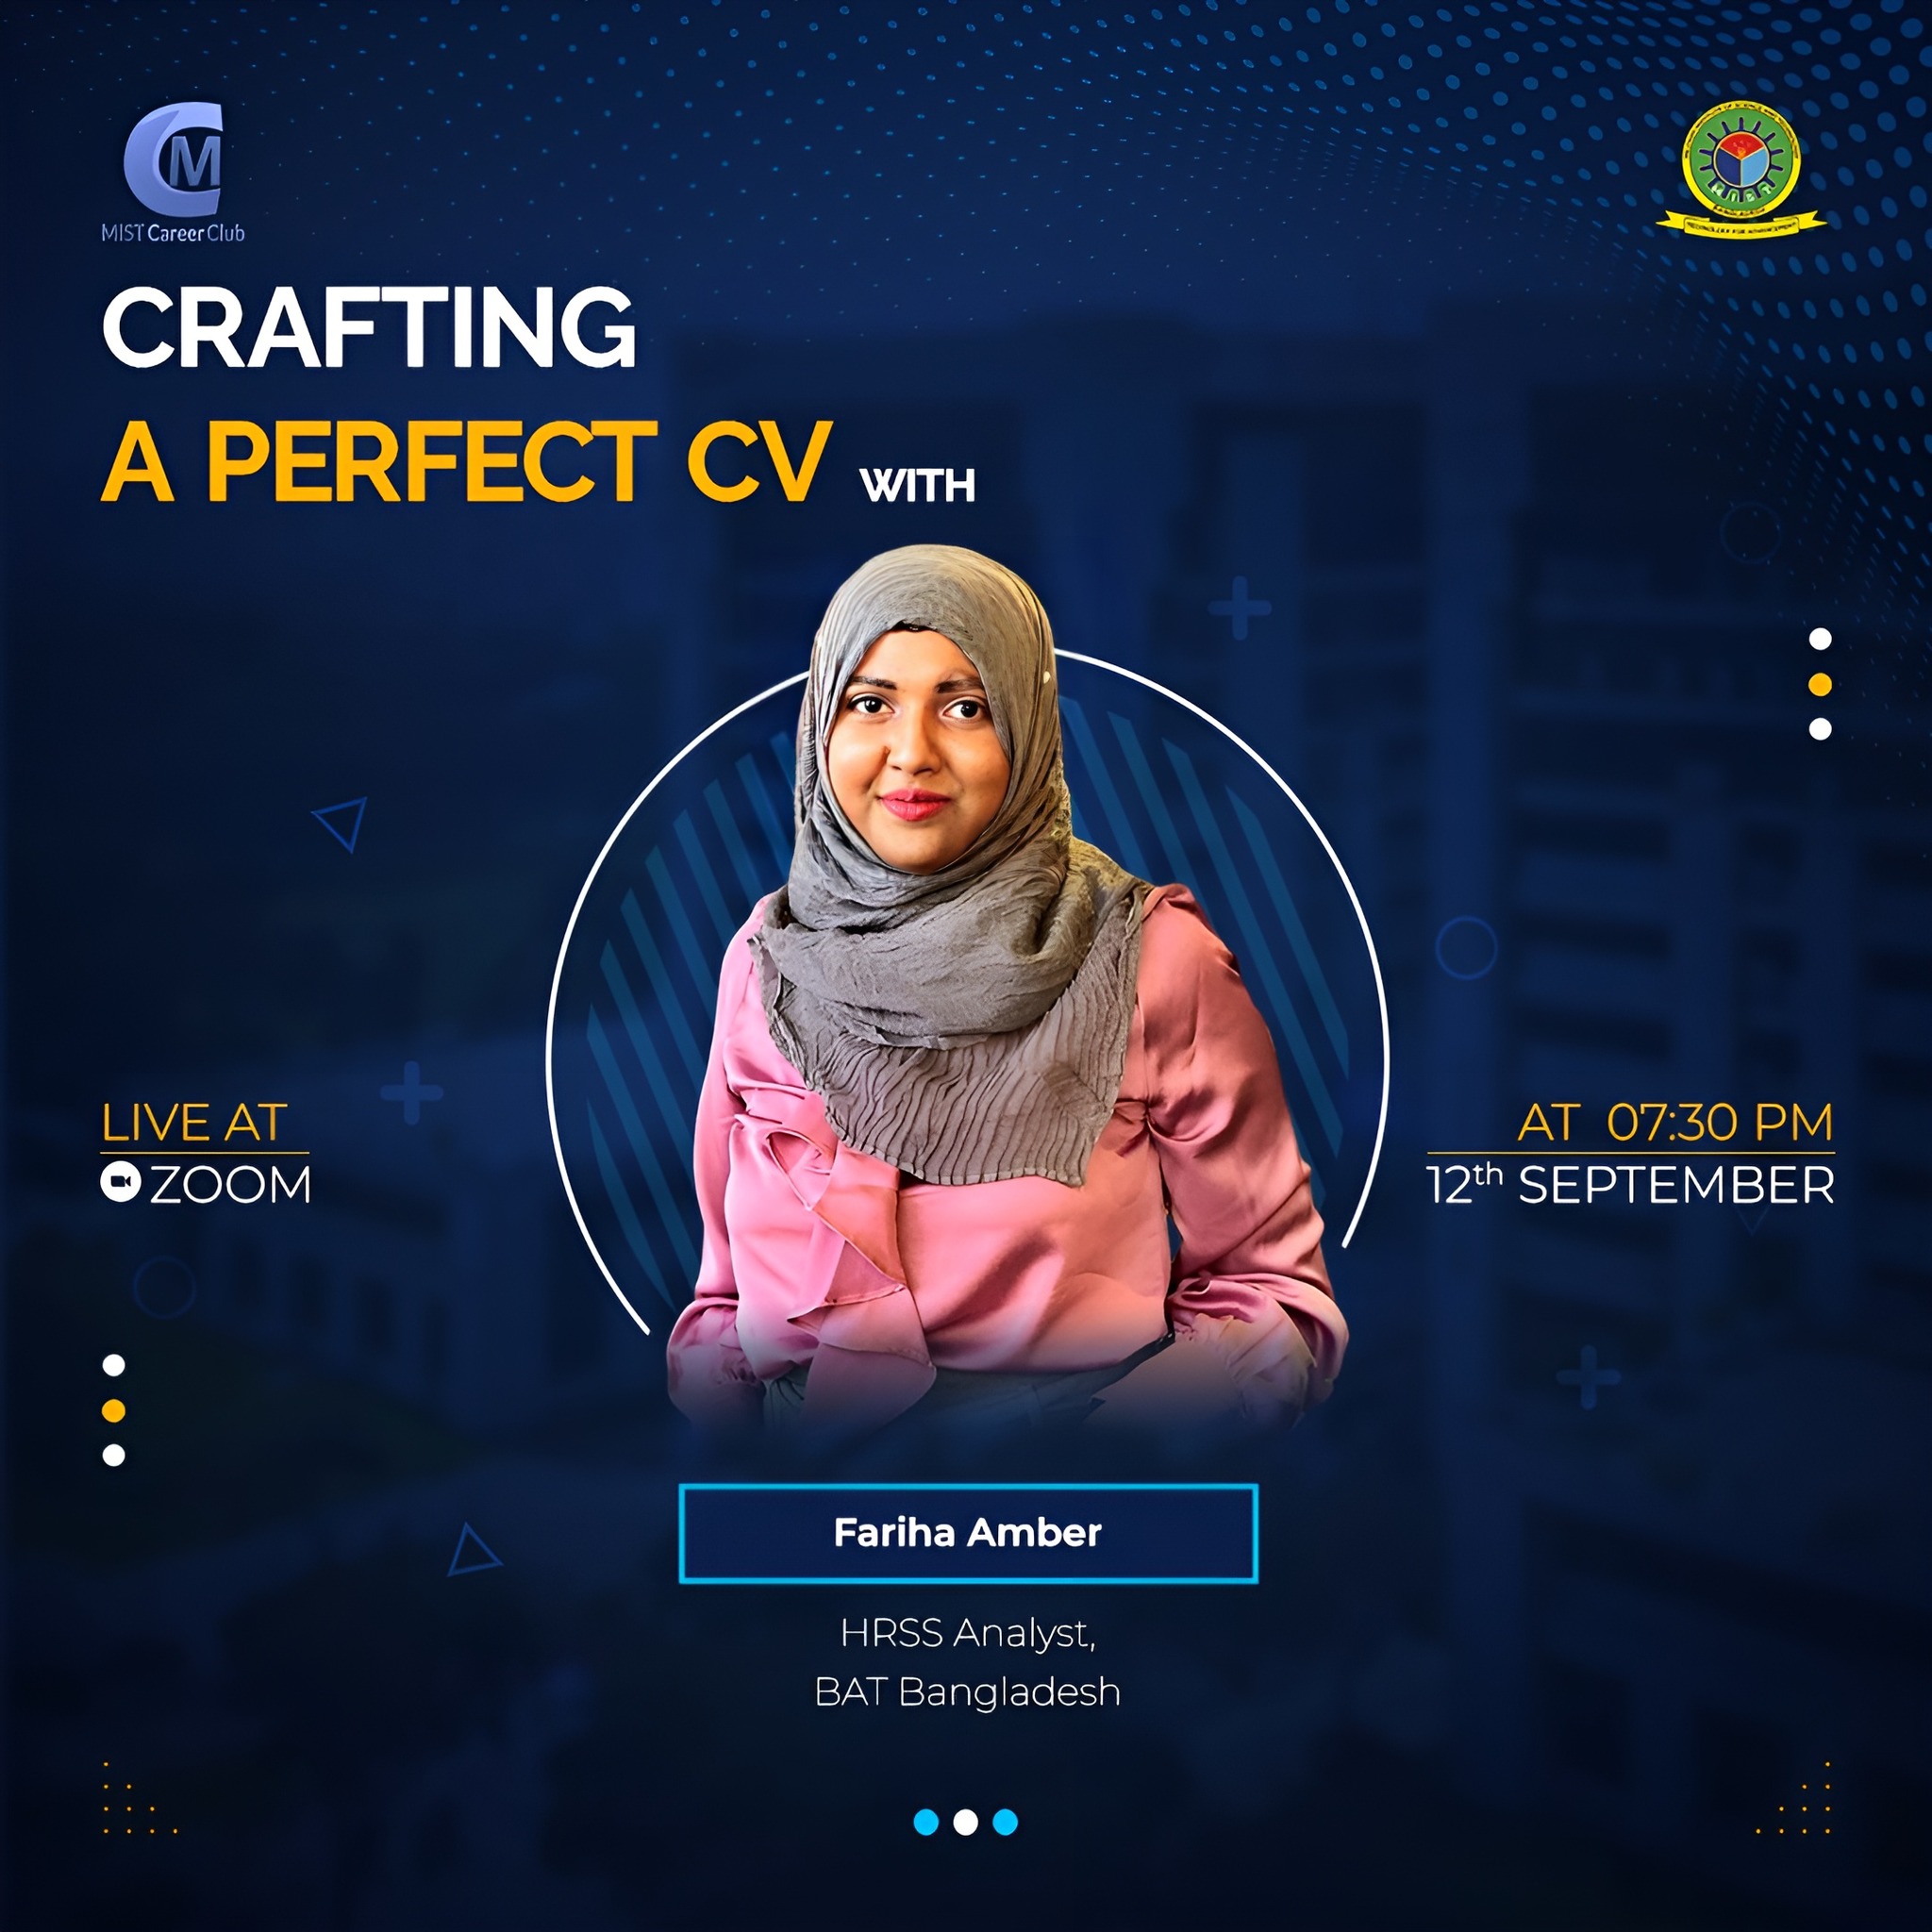 CM
MIST Career Club
CRAFTING
A PERFECT CV WITH
LIVE AT
ZOOM
AT 07:30 PM
12th SEPTEMBER
Fariha Amber
HRSS Analyst,
BAT Bangladesh